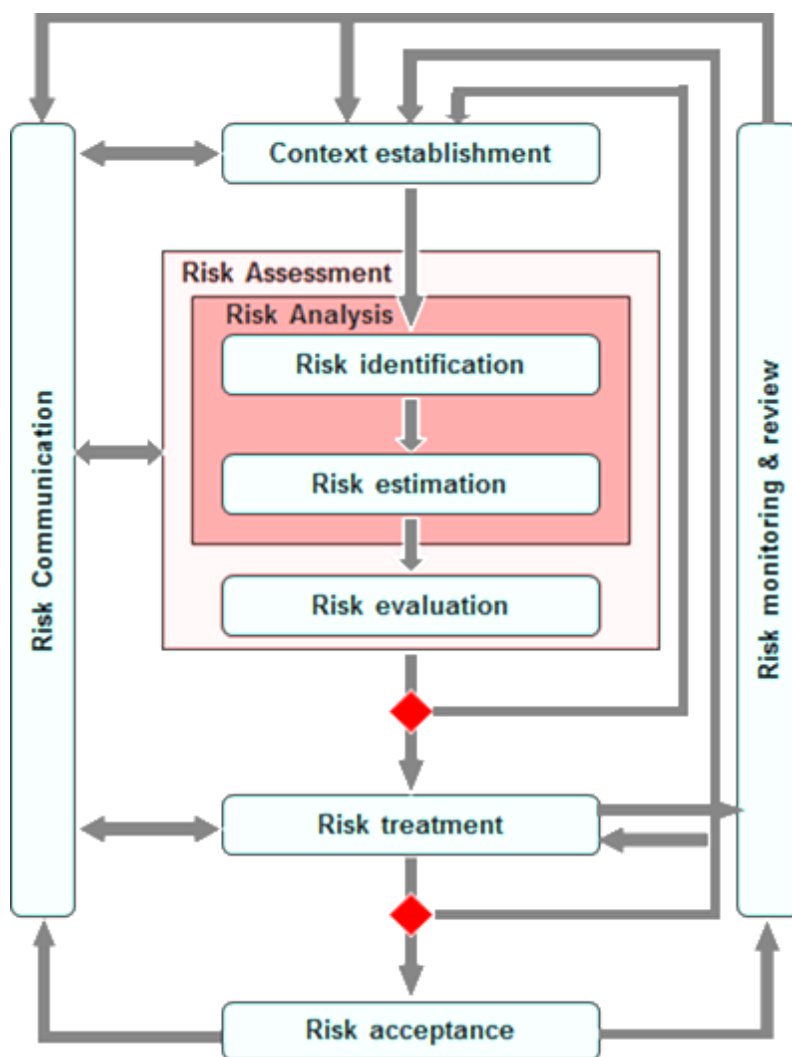 Context establishment
Risk Assessment
Risk Analysis
Risk identification
Risk estimation
Risk evaluation
Risk treatment
Risk acceptance
Risk Communication
Risk monitoring & review